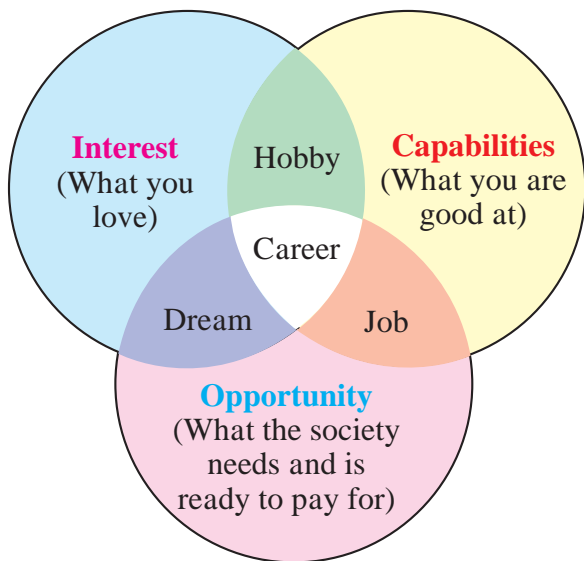 Interest
(What you
love)
Hobby
Capabilities
(What you are
good at)
Career
Dream
Job
Opportunity
(What the society
needs and is
ready to pay for)